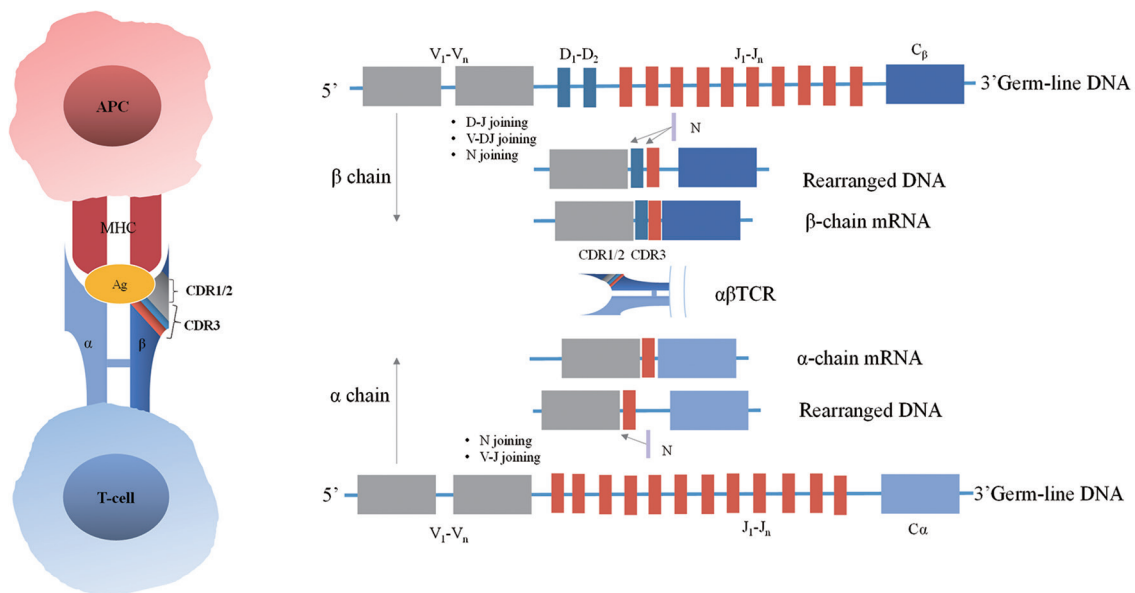 APC
MHC
Ag
CDR1/2
CDR3
α
β
T-cell
V₁-Vₙ
D₁-D₂
J₁-Jₙ
Cβ
5’
3’Germ-line DNA
• D-J joining
• V-DJ joining
• N joining
N
β chain
Rearranged DNA
β-chain mRNA
CDR1/2 CDR3
αβTCR
α-chain mRNA
α chain
Rearranged DNA
• N joining
• V-J joining
N
5’
3’Germ-line DNA
V₁-Vₙ
J₁-Jₙ
Cα